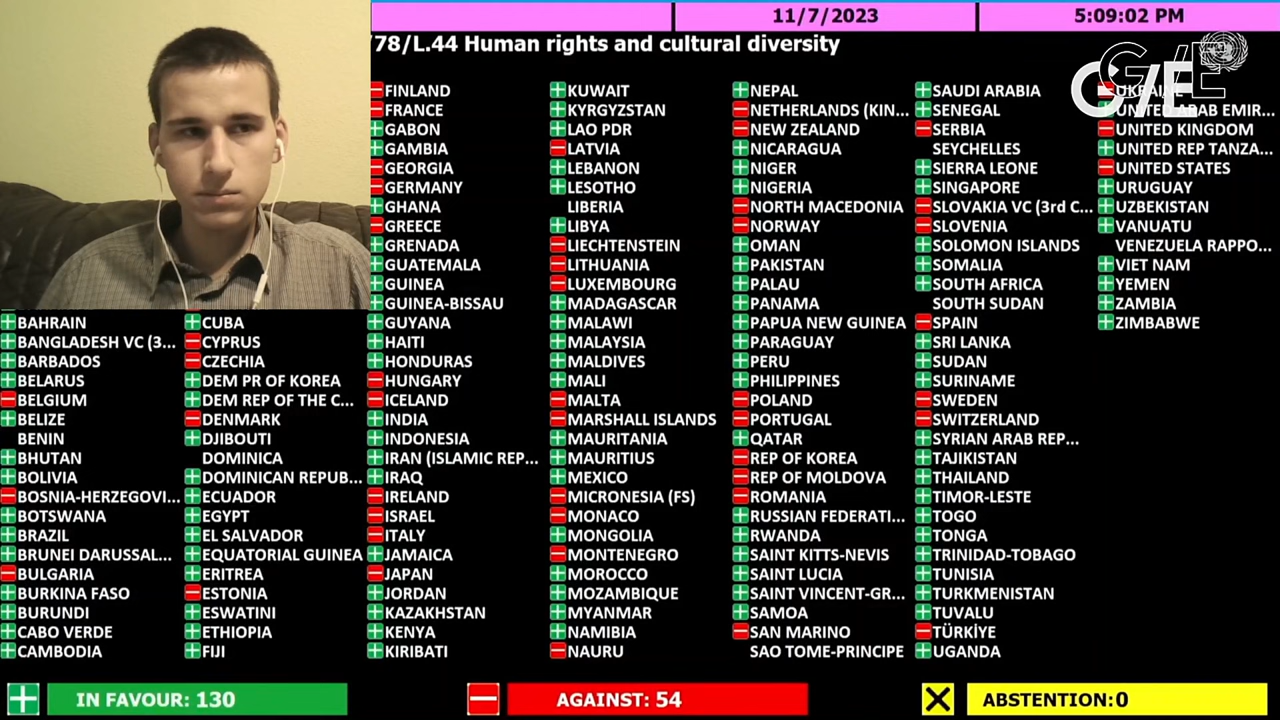 11/7/2023
5:09:02 PM
/78/L.44 Human rights and cultural diversity
G/E
G/E
BAHRAIN
BANGLADESH VC (3...
BARBADOS
BELARUS
BELGIUM
BELIZE
BENIN
BHUTAN
BOLIVIA
BOSNIA-HERZEGOVI...
BOTSWANA
BRAZIL
BRUNEI DARUSSAL...
BULGARIA
BURKINA FASO
BURUNDI
CABO VERDE
CAMBODIA
CUBA
CYPRUS
CZECHIA
DEM PR OF KOREA
DEM REP OF THE C...
DENMARK
DJIBOUTI
DOMINICA
DOMINICAN REPUB...
ECUADOR
EGYPT
EL SALVADOR
EQUATORIAL GUINEA
ERITREA
ESTONIA
ESWATINI
ETHIOPIA
FIJI
FINLAND
FRANCE
GABON
GAMBIA
GEORGIA
GERMANY
GHANA
GREECE
GRENADA
GUATEMALA
GUINEA
GUINEA-BISSAU
GUYANA
HAITI
HONDURAS
HUNGARY
ICELAND
INDIA
INDONESIA
IRAN (ISLAMIC REP...
IRAQ
IRELAND
ISRAEL
ITALY
JAMAICA
JAPAN
JORDAN
KAZAKHSTAN
KENYA
KIRIBATI
KUWAIT
KYRGYZSTAN
LAO PDR
LATVIA
LEBANON
LESOTHO
LIBERIA
LIBYA
LIECHTENSTEIN
LITHUANIA
LUXEMBOURG
MADAGASCAR
MALAWI
MALAYSIA
MALDIVES
MALI
MALTA
MARSHALL ISLANDS
MAURITANIA
MAURITIUS
MEXICO
MICRONESIA (FS)
MONACO
MONGOLIA
MONTENEGRO
MOROCCO
MOZAMBIQUE
MYANMAR
NAMIBIA
NAURU
NEPAL
NETHERLANDS (KIN...
NEW ZEALAND
NICARAGUA
NIGER
NIGERIA
NORTH MACEDONIA
NORWAY
OMAN
PAKISTAN
PALAU
PANAMA
PAPUA NEW GUINEA
PARAGUAY
PERU
PHILIPPINES
POLAND
PORTUGAL
QATAR
REP OF KOREA
REP OF MOLDOVA
ROMANIA
RUSSIAN FEDERATI...
RWANDA
SAINT KITTS-NEVIS
SAINT LUCIA
SAINT VINCENT-GR...
SAMOA
SAN MARINO
SAO TOME-PRINCIPE
SAUDI ARABIA
SENEGAL
SERBIA
SEYCHELLES
SIERRA LEONE
SINGAPORE
SLOVAKIA VC (3rd C...
SLOVENIA
SOLOMON ISLANDS
SOMALIA
SOUTH AFRICA
SOUTH SUDAN
SPAIN
SRI LANKA
SUDAN
SURINAME
SWEDEN
SWITZERLAND
SYRIAN ARAB REP...
TAJIKISTAN
THAILAND
TIMOR-LESTE
TOGO
TONGA
TRINIDAD-TOBAGO
TUNISIA
TURKMENISTAN
TUVALU
TÜRKİYE
UGANDA
UKRAINE
UNITED ARAB EMIR...
UNITED KINGDOM
UNITED REP TANZA...
UNITED STATES
URUGUAY
UZBEKISTAN
VANUATU
VENEZUELA RAPPO...
VIET NAM
YEMEN
ZAMBIA
ZIMBABWE
IN FAVOUR: 130
AGAINST: 54
ABSTENTION:0